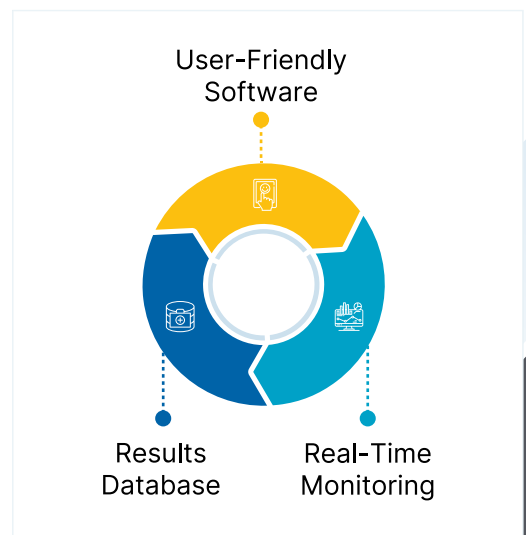 User-Friendly
Software
Results
Database
Real-Time
Monitoring